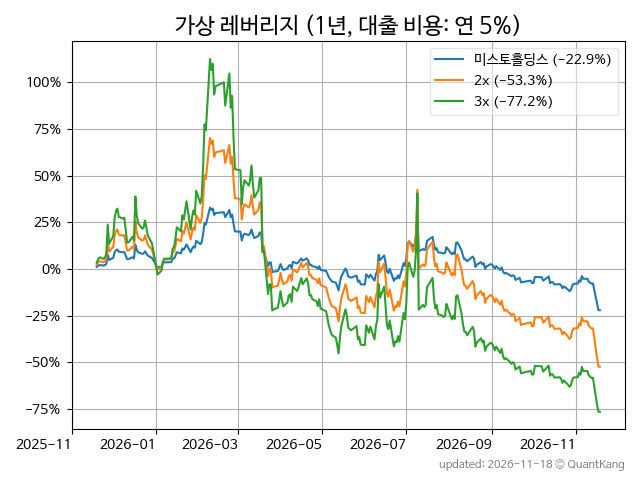 가상 레버리지 (1년, 대출 비용: 연 5%)
미스토홀딩스 (−22.9%)
2x (−53.3%)
3x (−77.2%)
100%
75%
50%
25%
0%
−25%
−50%
−75%
2025-11 2026-01 2026-03 2026-05 2026-07 2026-09 2026-11
updated: 2026-11-18 © QuantKang